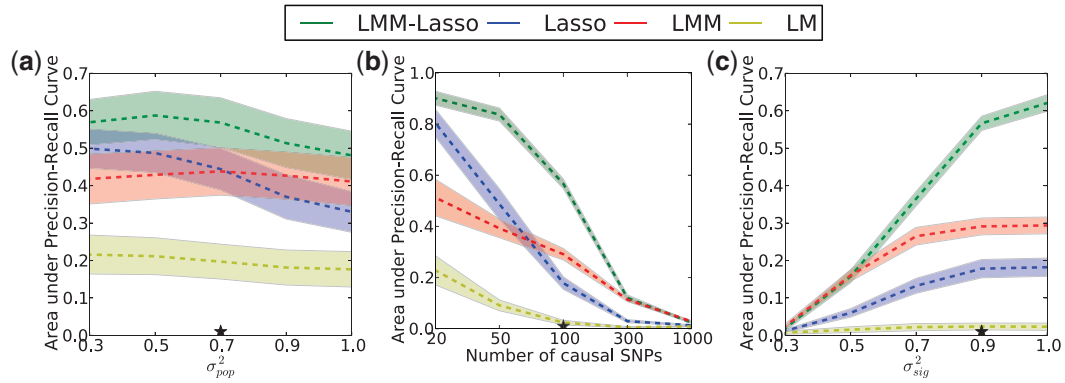 LMM-Lasso Lasso LMM LM
(a)
Area under Precision-Recall Curve
0.7
0.6
0.5
0.4
0.3
0.2
0.1
0.0
0.3 0.5 0.7 0.9 1.0
σ²pop
(b)
Area under Precision-Recall Curve
1.0
0.8
0.6
0.4
0.2
0.0
20 50 100 300 1000
Number of causal SNPs
(c)
Area under Precision-Recall Curve
0.7
0.6
0.5
0.4
0.3
0.2
0.1
0.0
0.3 0.5 0.7 0.9 1.0
σ²sig